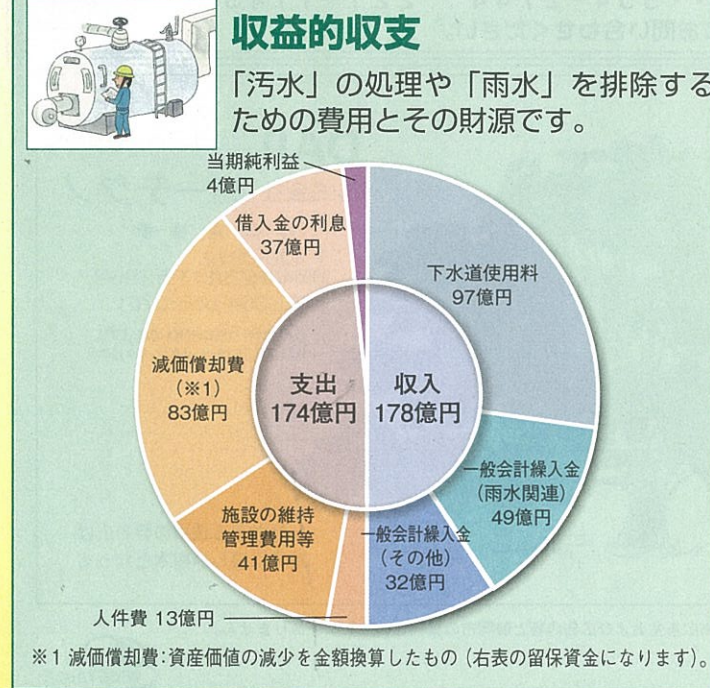 収益的収支
「汚水」の処理や「雨水」を排除する
ための費用とその財源です。
当期純利益
4億円
借入金の利息
37億円
下水道使用料
97億円
減価償却費
(※1)
83億円
支出
174億円
収入
178億円
一般会計繰入金
(雨水関連)
49億円
施設の維持
管理費用等
41億円
一般会計繰入金
(その他)
32億円
人件費 13億円
※1 減価償却費:資産価値の減少を金額換算したもの(右表の留保資金になります)。